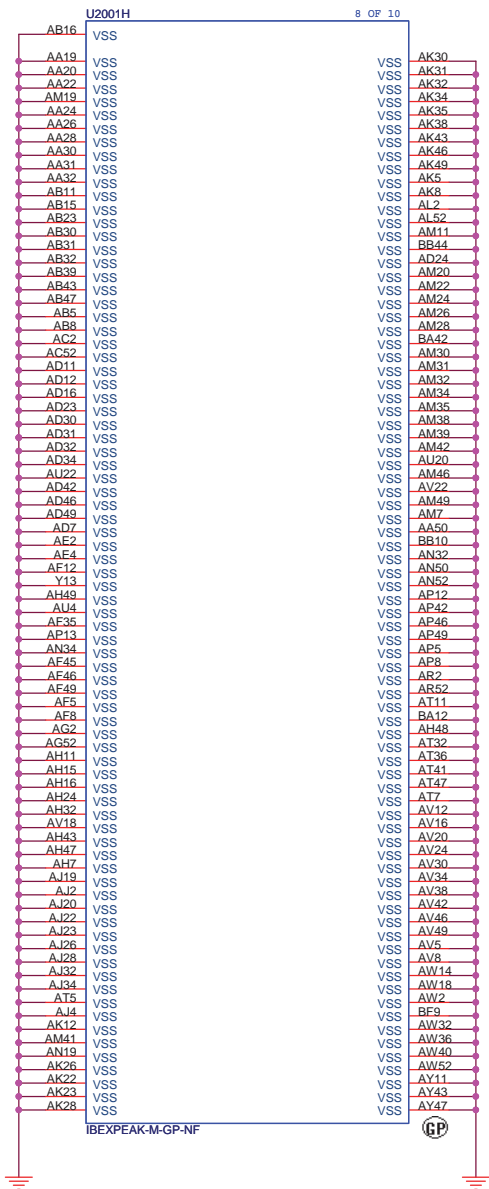 U2001H 8 OF 10
AB16 VSS
AA19 VSS VSS AK30
AA20 VSS VSS AK31
AA22 VSS VSS AK32
AM19 VSS VSS AK34
AA24 VSS VSS AK35
AA26 VSS VSS AK38
AA28 VSS VSS AK43
AA30 VSS VSS AK46
AA31 VSS VSS AK49
AA32 VSS VSS AK5
AB11 VSS VSS AK8
AB15 VSS VSS AL2
AB23 VSS VSS AL52
AB30 VSS VSS AM11
AB31 VSS VSS BB44
AB32 VSS VSS AD24
AB39 VSS VSS AM20
AB43 VSS VSS AM22
AB47 VSS VSS AM24
AB5 VSS VSS AM26
AB8 VSS VSS AM28
AC2 VSS VSS BA42
AC52 VSS VSS AM30
AD11 VSS VSS AM31
AD12 VSS VSS AM32
AD16 VSS VSS AM34
AD23 VSS VSS AM35
AD30 VSS VSS AM38
AD31 VSS VSS AM39
AD32 VSS VSS AM42
AD34 VSS VSS AU20
AU22 VSS VSS AM46
AD42 VSS VSS AV22
AD46 VSS VSS AM49
AD49 VSS VSS AM7
AD7 VSS VSS AA50
AE2 VSS VSS BB10
AE4 VSS VSS AN32
AF12 VSS VSS AN50
Y13 VSS VSS AN52
AH49 VSS VSS AP12
AU4 VSS VSS AP42
AF35 VSS VSS AP46
AP13 VSS VSS AP49
AN34 VSS VSS AP5
AF45 VSS VSS AP8
AF46 VSS VSS AR2
AF49 VSS VSS AR52
AF5 VSS VSS AT11
AF8 VSS VSS BA12
AG2 VSS VSS AH48
AG52 VSS VSS AT32
AH11 VSS VSS AT36
AH15 VSS VSS AT41
AH16 VSS VSS AT47
AH24 VSS VSS AT7
AH32 VSS VSS AV12
AV18 VSS VSS AV16
AH43 VSS VSS AV20
AH47 VSS VSS AV24
AH7 VSS VSS AV30
AJ19 VSS VSS AV34
AJ2 VSS VSS AV38
AJ20 VSS VSS AV42
AJ22 VSS VSS AV46
AJ23 VSS VSS AV49
AJ26 VSS VSS AV5
AJ28 VSS VSS AV8
AJ32 VSS VSS AW14
AJ34 VSS VSS AW18
AT5 VSS VSS AW2
AJ4 VSS VSS BF9
AK12 VSS VSS AW32
AM41 VSS VSS AW36
AN19 VSS VSS AW40
AK26 VSS VSS AW52
AK22 VSS VSS AY11
AK23 VSS VSS AY43
AK28 VSS VSS AY47
IBEXPEAK-M-GP-NF GP